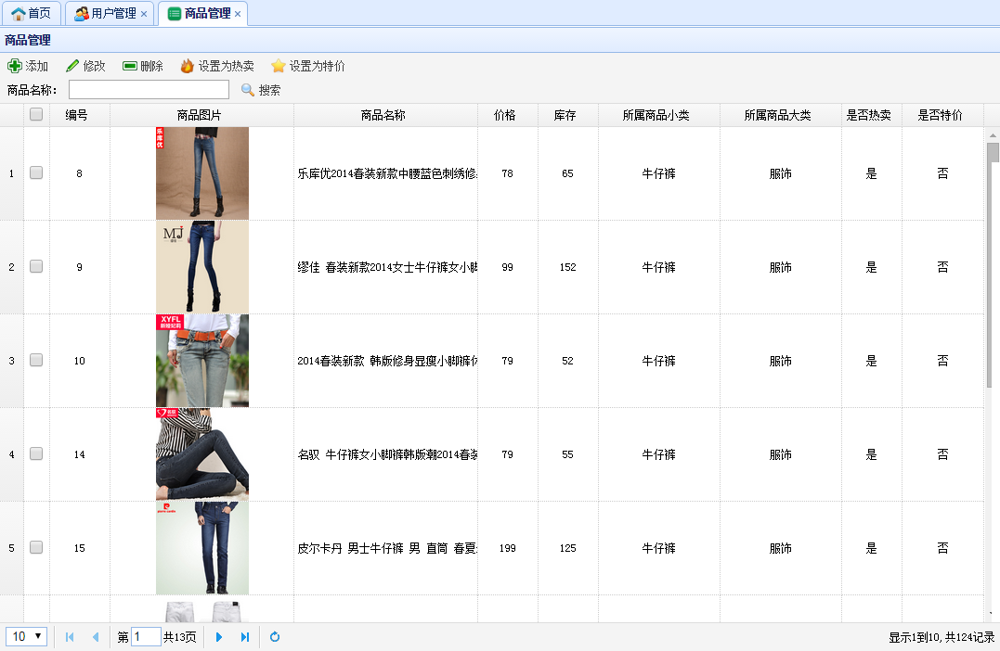 首页 用户管理 商品管理
商品管理
添加 修改 删除 设置为热卖 设置为特价
商品名称: 搜索
编号 商品图片 商品名称 价格 库存 所属商品小类 所属商品大类 是否热卖 是否特价
乐库优
1 8 乐库优2014春装新款中腰蓝色刺绣修 78 65 牛仔裤 服饰 是 否
MJ
2 9 缪佳 春装新款2014女士牛仔裤女小脚 99 152 牛仔裤 服饰 是 否
XYFL
3 10 2014春装新款 韩版修身显瘦小脚裤 79 52 牛仔裤 服饰 是 否
4 14 名驭 牛仔裤女小脚裤韩版潮2014春装 79 55 牛仔裤 服饰 是 否
5 15 皮尔卡丹 男士牛仔裤 男 直筒 春夏 199 125 牛仔裤 服饰 是 否
10 第 1 共13页 显示1到10, 共124记录